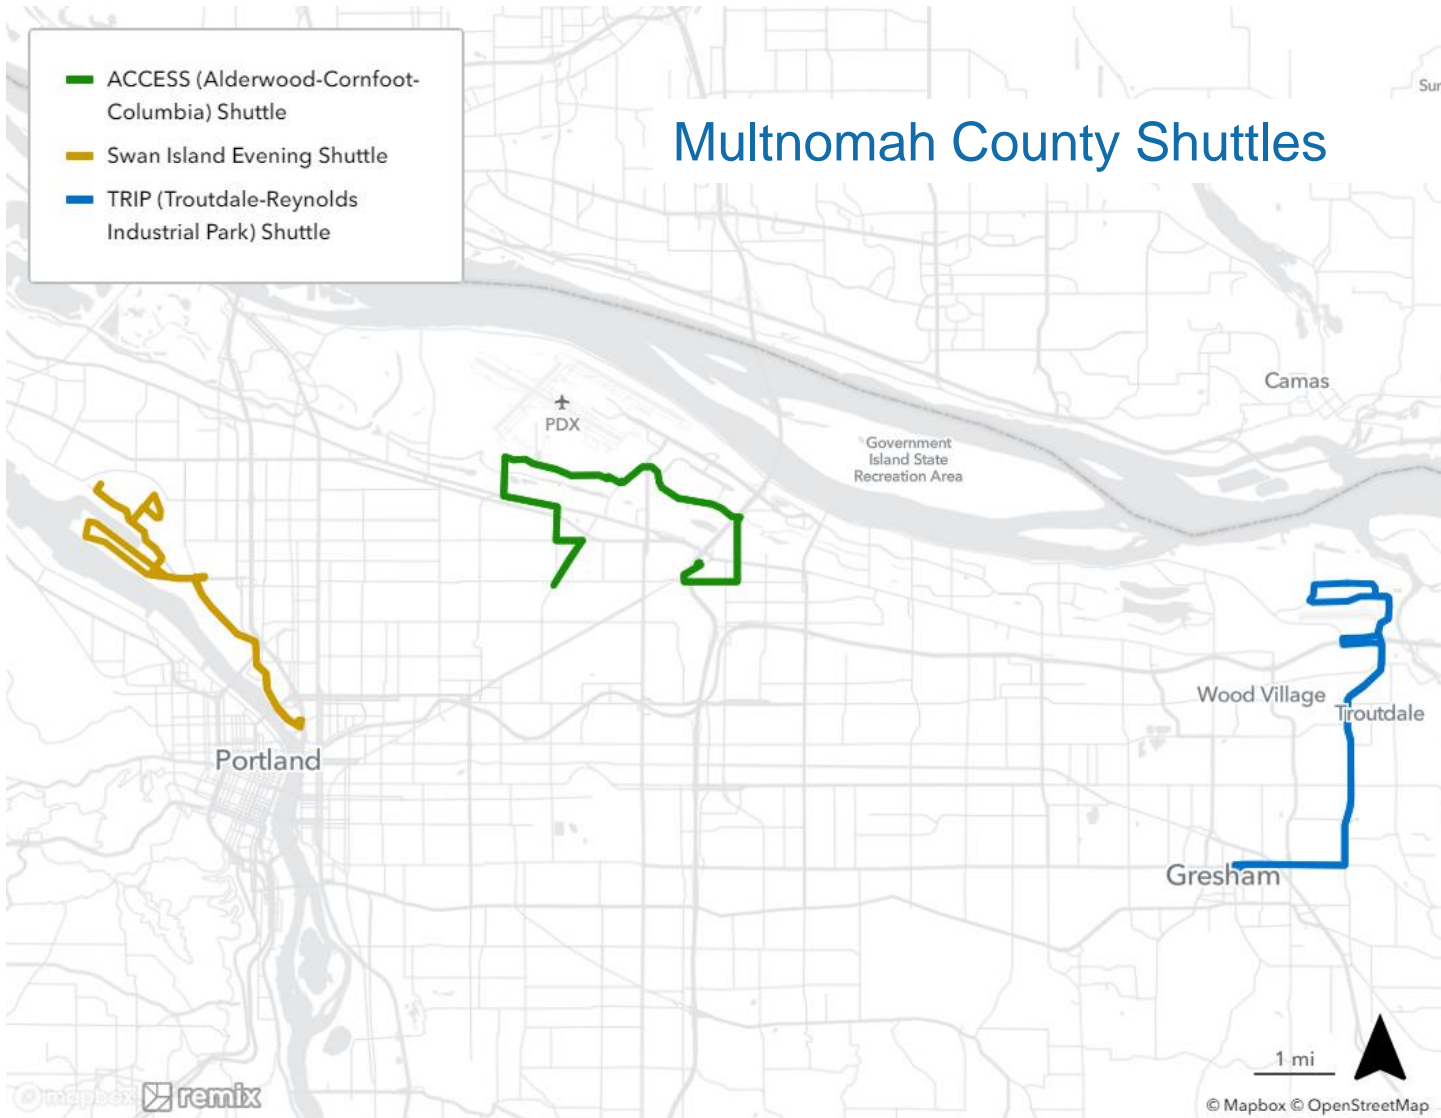 ACCESS (Alderwood-Cornfoot-
Columbia) Shuttle
Swan Island Evening Shuttle
TRIP (Troutdale-Reynolds
Industrial Park) Shuttle
Multnomah County Shuttles
Sur
Camas
PDX
Government
Island State
Recreation Area
Wood Village
Troutdale
Portland
Gresham
1 mi
mapbox
remix
© Mapbox © OpenStreetMap